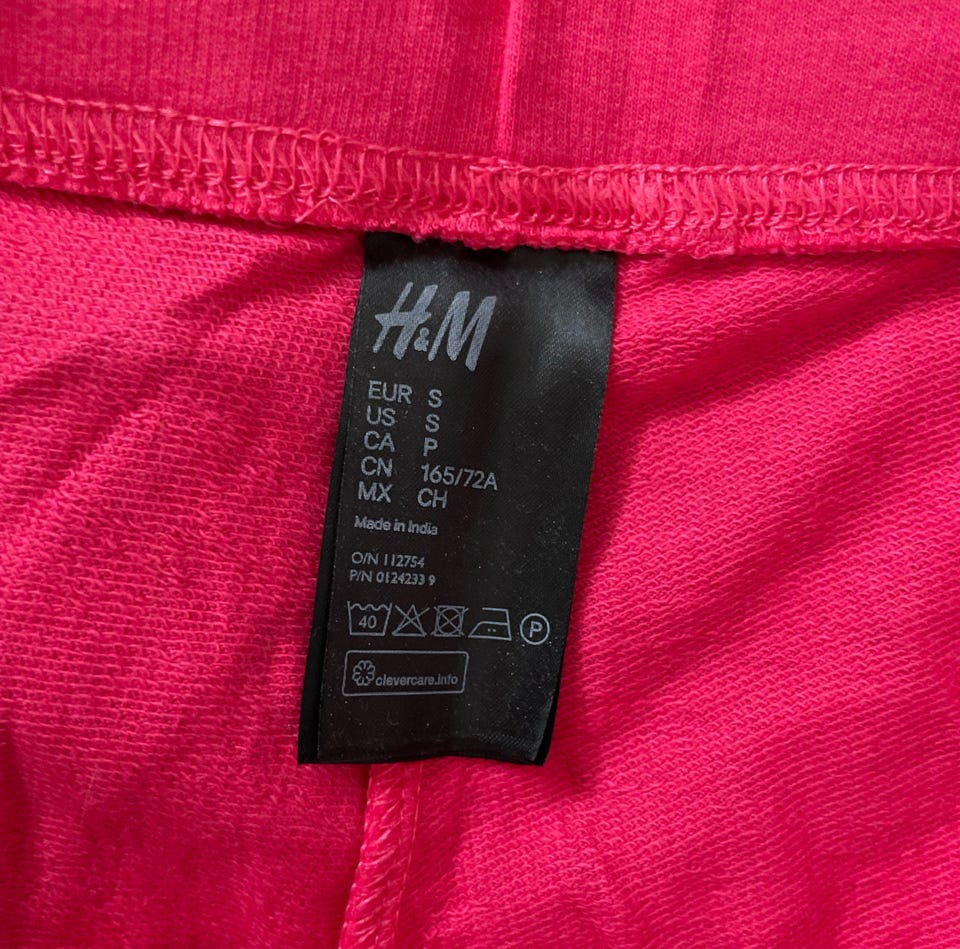 H&M
EUR S
US S
CA P
CN 165/72A
MX CH
Made in India
O/N 112754
P/N 0124233 9
40 P
clevercare.info